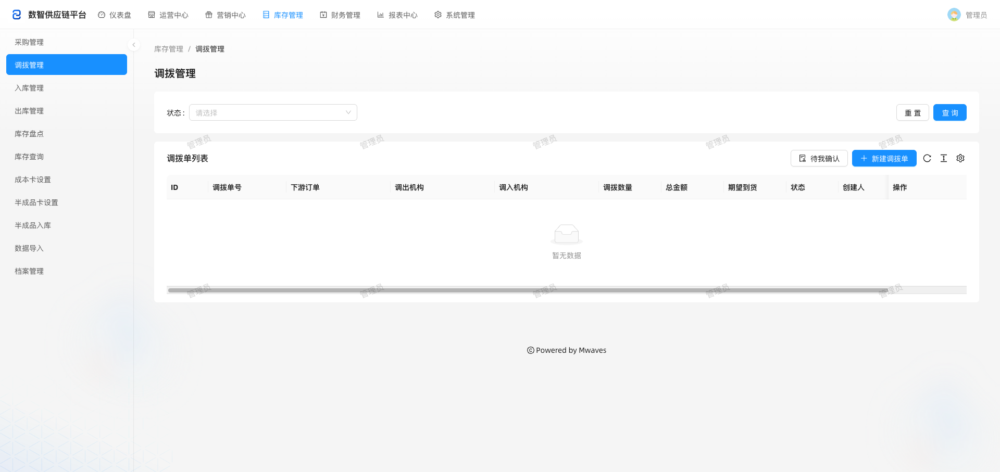 数智供应链平台 仪表盘 运营中心 营销中心 库存管理 财务管理 报表中心 系统管理 管理员
采购管理
调拨管理
入库管理
出库管理
库存盘点
库存查询
成本卡设置
半成品卡设置
半成品入库
数据导入
档案管理
库存管理 / 调拨管理
调拨管理
状态 : 请选择 重 置 查 询
管理员 管理员 管理员 管理员 管理员
调拨单列表 待我确认 新建调拨单
ID 调拨单号 下游订单 调出机构 调入机构 调拨数量 总金额 期望到货 状态 创建人 操作
暂无数据
管理员 管理员 管理员 管理员 管理员
© Powered by Mwaves